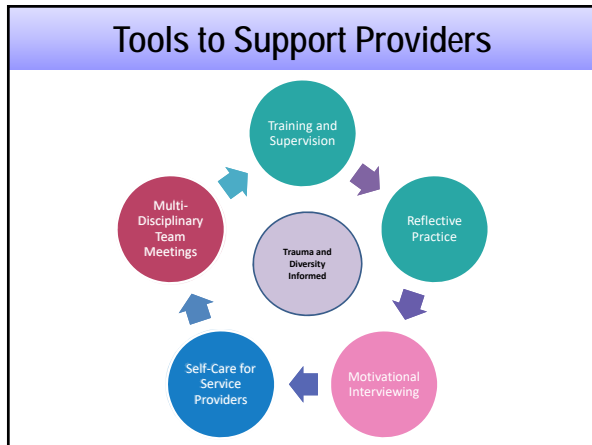 Tools to Support Providers
Training and
Supervision
Reflective
Practice
Motivational
Interviewing
Self-Care for
Service
Providers
Multi-
Disciplinary
Team
Meetings
Trauma and
Diversity
Informed